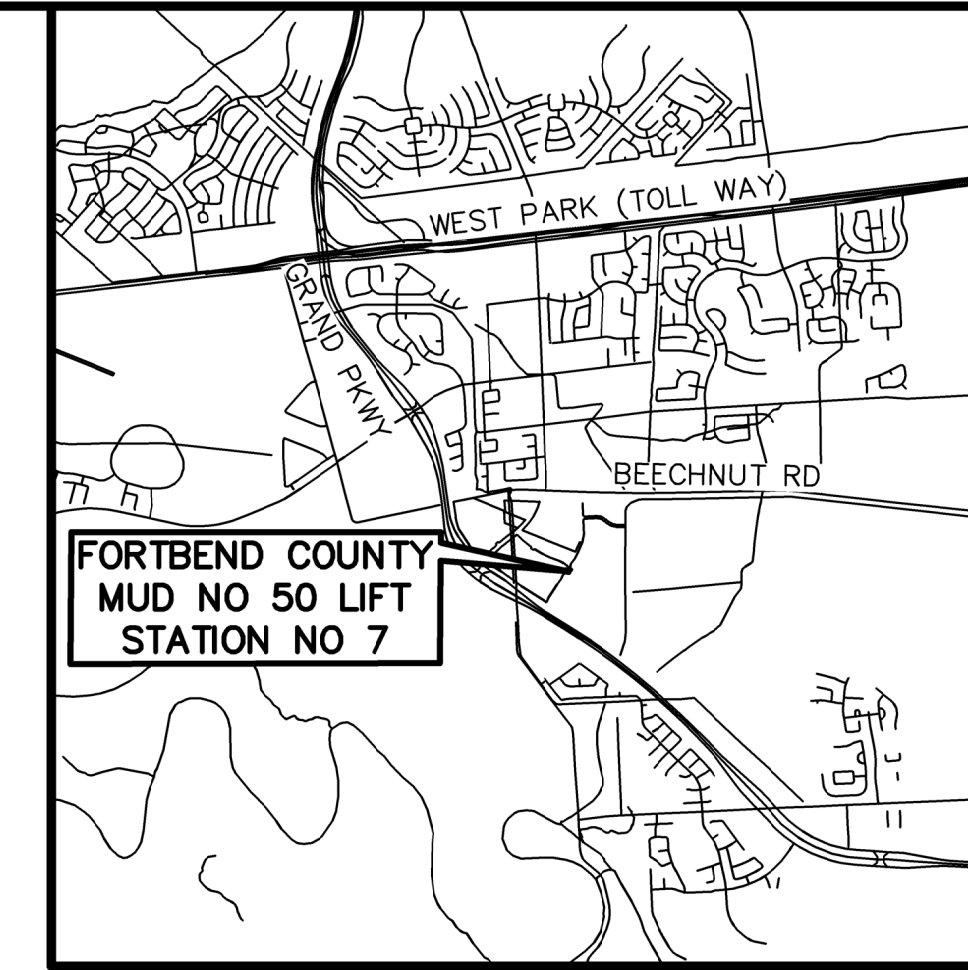 WEST PARK (TOLL WAY)
GRAND PKWY
BEECHNUT RD
FORTBEND COUNTY
MUD NO 50 LIFT
STATION NO 7